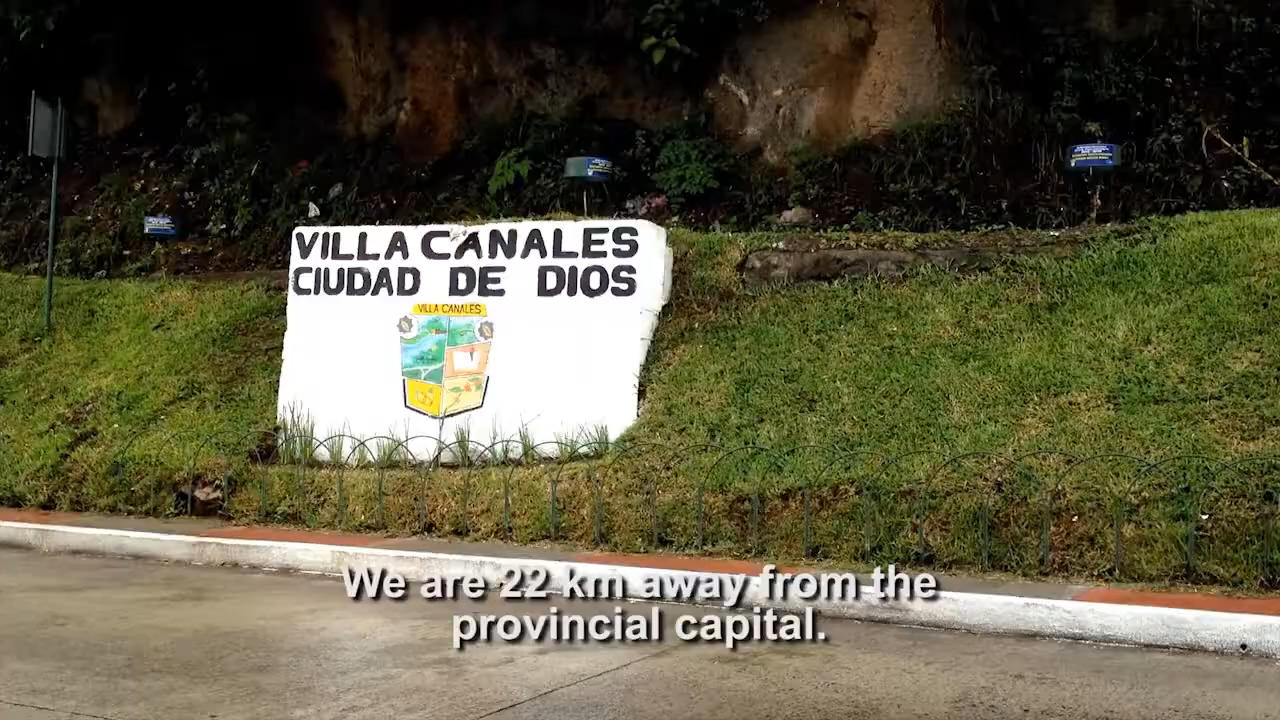 VILLA CANALES
CIUDAD DE DIOS
VILLA CANALES
We are 22 km away from the
provincial capital.